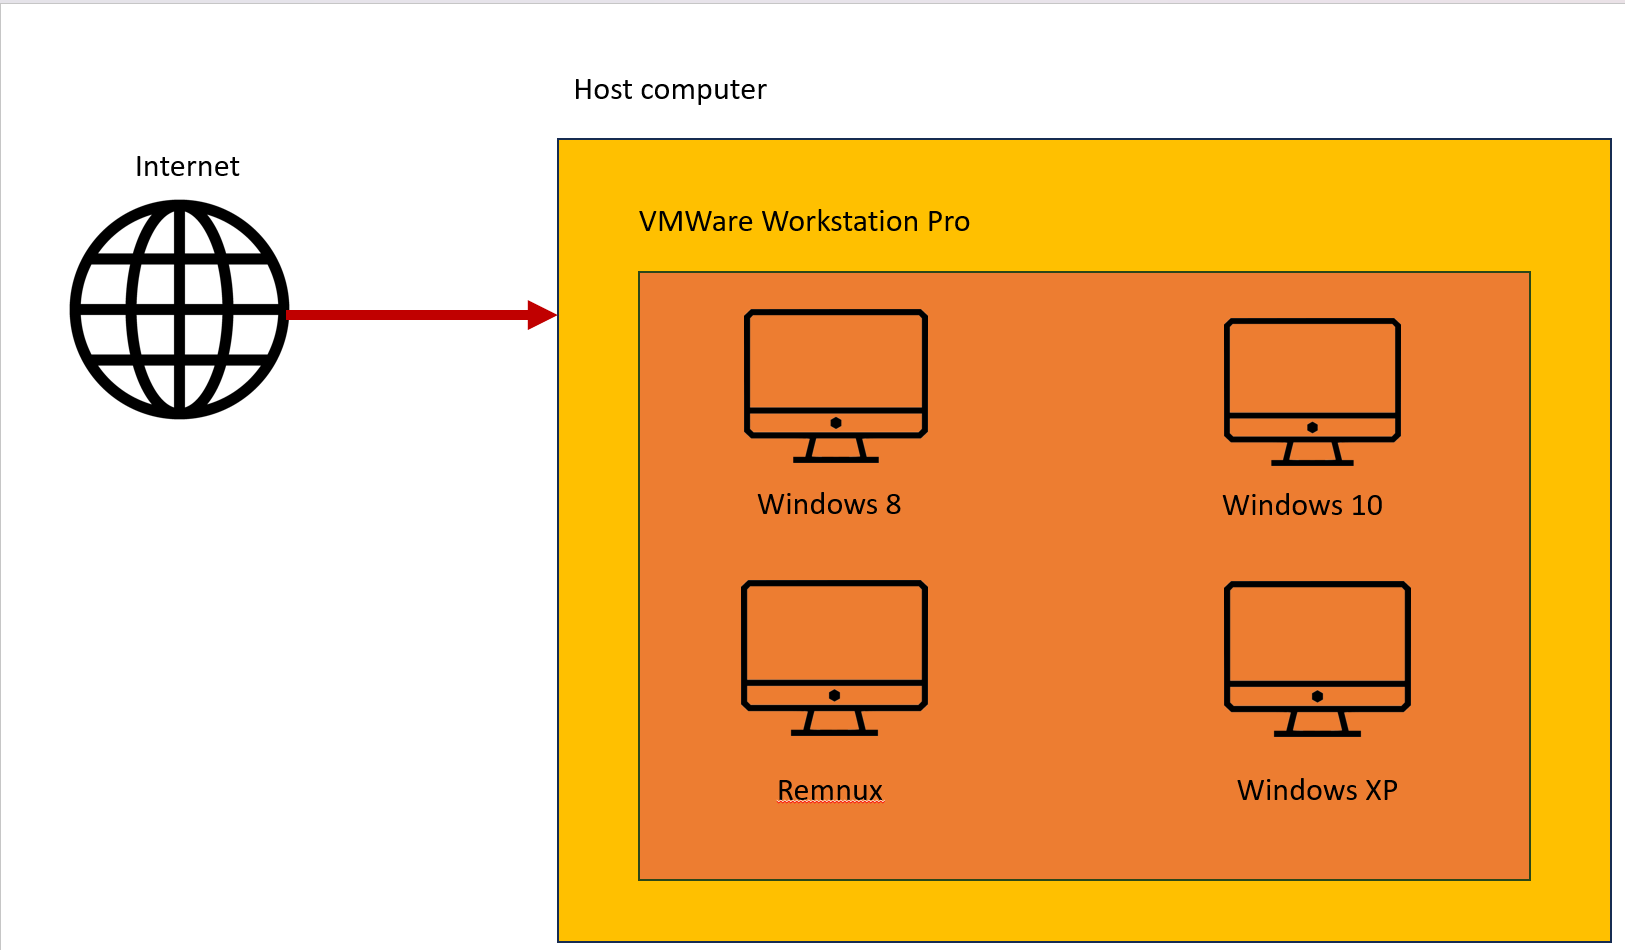 Host computer
Internet
VMWare Workstation Pro
Windows 8
Windows 10
Remnux
Windows XP